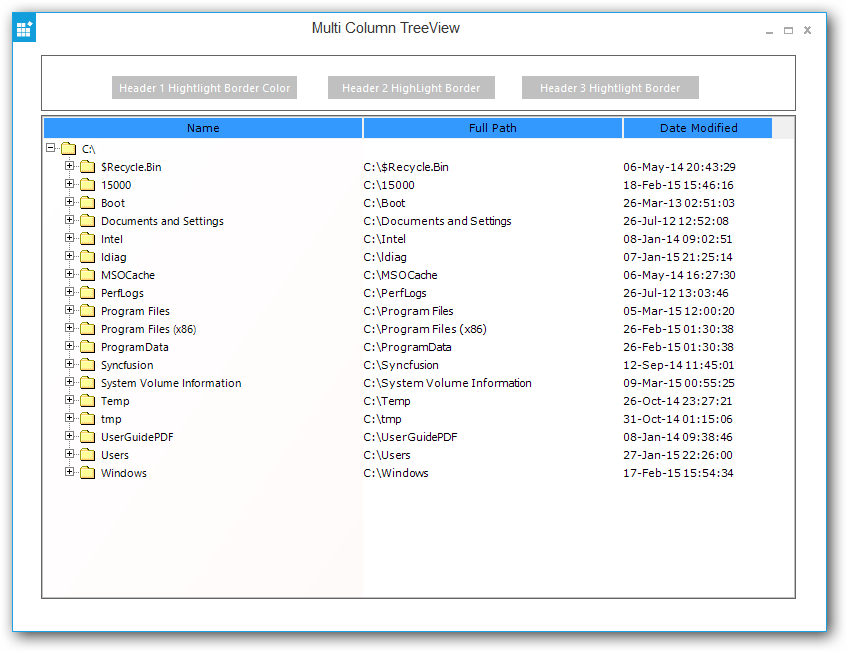 Multi Column TreeView
Header 1 Hightlight Border Color Header 2 HighLight Border Header 3 Hightlight Border
Name Full Path Date Modified
C:\
$Recycle.Bin C:\$Recycle.Bin 06-May-14 20:43:29
15000 C:\15000 18-Feb-15 15:46:16
Boot C:\Boot 26-Mar-13 02:51:03
Documents and Settings C:\Documents and Settings 26-Jul-12 12:52:08
Intel C:\Intel 08-Jan-14 09:02:51
ldiag C:\ldiag 07-Jan-15 21:25:14
MSOCache C:\MSOCache 06-May-14 16:27:30
PerfLogs C:\PerfLogs 26-Jul-12 13:03:46
Program Files C:\Program Files 05-Mar-15 12:00:20
Program Files (x86) C:\Program Files (x86) 26-Feb-15 01:30:38
ProgramData C:\ProgramData 26-Feb-15 01:30:38
Syncfusion C:\Syncfusion 12-Sep-14 11:45:01
System Volume Information C:\System Volume Information 09-Mar-15 00:55:25
Temp C:\Temp 26-Oct-14 23:27:21
tmp C:\tmp 31-Oct-14 01:15:06
UserGuidePDF C:\UserGuidePDF 08-Jan-14 09:38:46
Users C:\Users 27-Jan-15 22:26:00
Windows C:\Windows 17-Feb-15 15:54:34